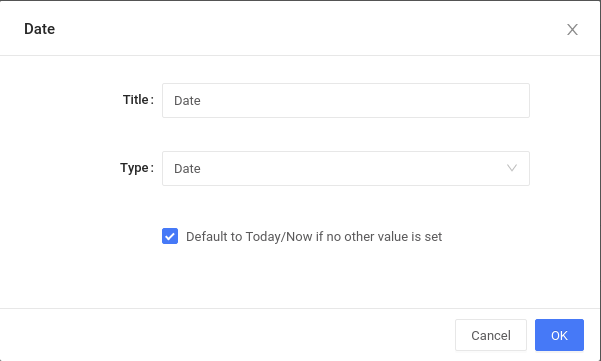 Date
Title:
Date
Type:
Date
Default to Today/Now if no other value is set
Cancel
OK